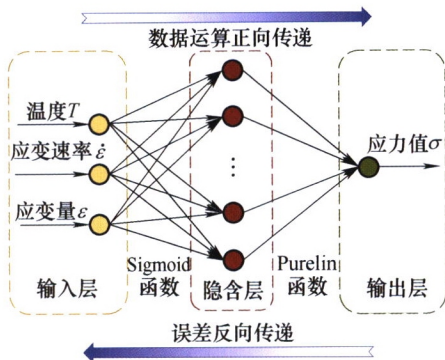 数据运算正向传递
温度T
应变速率ε̇
应变量ε
应力值σ
⋮
Sigmoid
函数
Purelin
函数
输入层
隐含层
输出层
误差反向传递